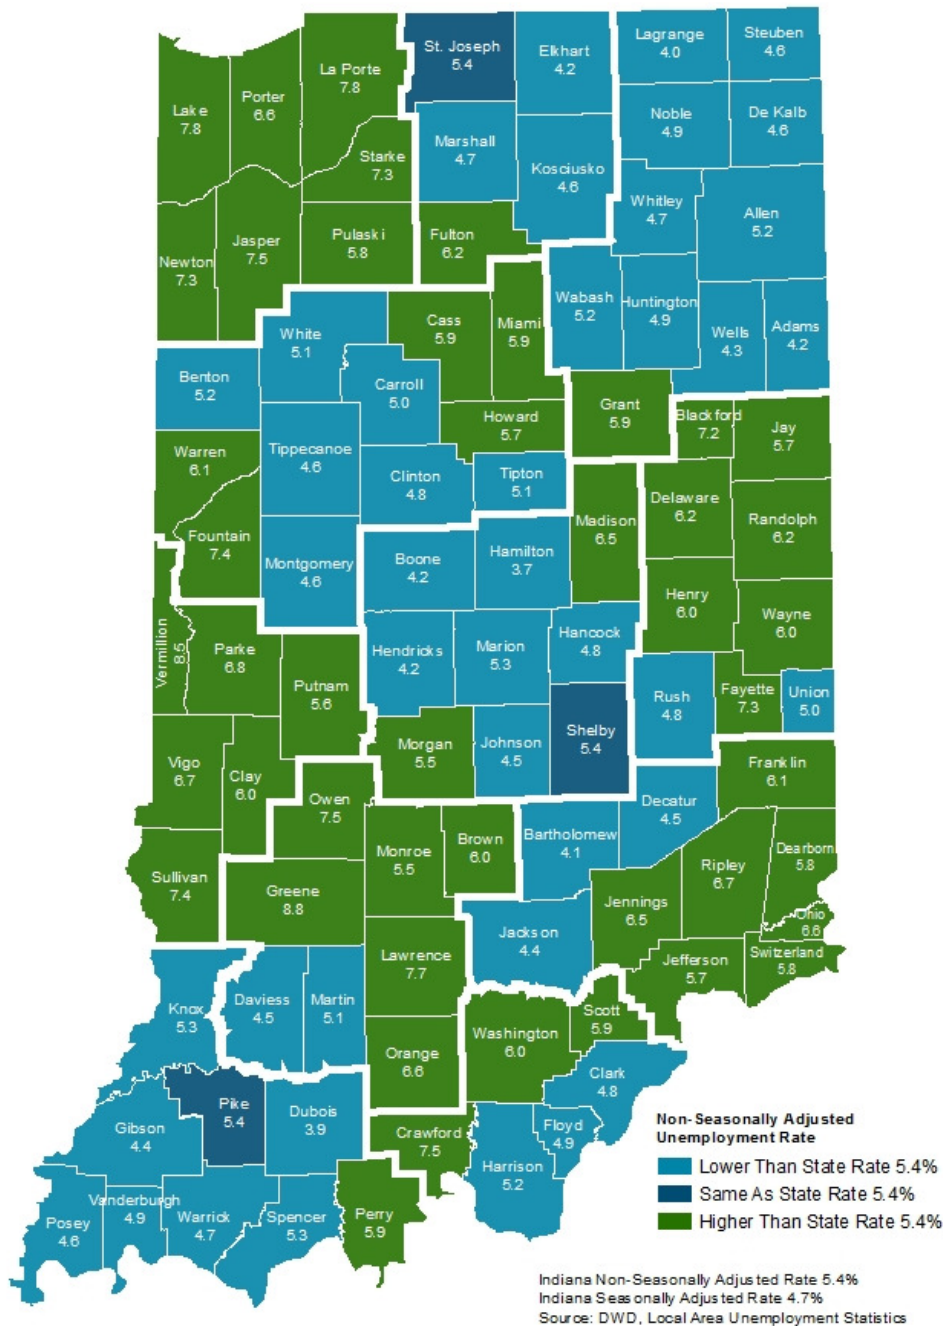 St. Joseph
5.4
Elkhart
4.2
Lagrange
4.0
Steuben
4.6
La Porte
7.8
Lake
7.8
Porter
6.6
Noble
4.9
De Kalb
4.6
Marshall
4.7
Starke
7.3
Kosciusko
4.6
Whitley
4.7
Allen
5.2
Newton
7.3
Jasper
7.5
Pulaski
5.8
Fulton
6.2
Wabash
5.2
Huntington
4.9
Wells
4.3
Adams
4.2
White
5.1
Cass
5.9
Miami
5.9
Benton
5.2
Carroll
5.0
Howard
5.7
Grant
5.9
Blackford
7.2
Jay
5.7
Warren
6.1
Tippecanoe
4.6
Clinton
4.8
Tipton
5.1
Delaware
6.2
Randolph
6.2
Madison
6.5
Fountain
7.4
Montgomery
4.6
Boone
4.2
Hamilton
3.7
Henry
6.0
Wayne
6.0
Vermillion
8.5
Parke
6.8
Putnam
5.6
Hendricks
4.2
Marion
5.3
Hancock
4.8
Rush
4.8
Fayette
7.3
Union
5.0
Vigo
6.7
Clay
6.0
Morgan
5.5
Johnson
4.5
Shelby
5.4
Franklin
6.1
Owen
7.5
Decatur
4.5
Bartholomew
4.1
Sullivan
7.4
Greene
8.8
Monroe
5.5
Brown
6.0
Ripley
6.7
Dearborn
5.8
Jennings
6.5
Ohio
6.6
Lawrence
7.7
Jackson
4.4
Jefferson
5.7
Switzerland
5.8
Knox
5.3
Daviess
4.5
Martin
5.1
Orange
6.6
Washington
6.0
Scott
5.9
Clark
4.8
Pike
5.4
Dubois
3.9
Gibson
4.4
Crawford
7.5
Harrison
5.2
Floyd
4.9
Posey
4.6
Vanderburgh
4.9
Warrick
4.7
Spencer
5.3
Perry
5.9
Non-Seasonally Adjusted
Unemployment Rate
Lower Than State Rate 5.4%
Same As State Rate 5.4%
Higher Than State Rate 5.4%
Indiana Non-Seasonally Adjusted Rate 5.4%
Indiana Seasonally Adjusted Rate 4.7%
Source: DWD, Local Area Unemployment Statistics